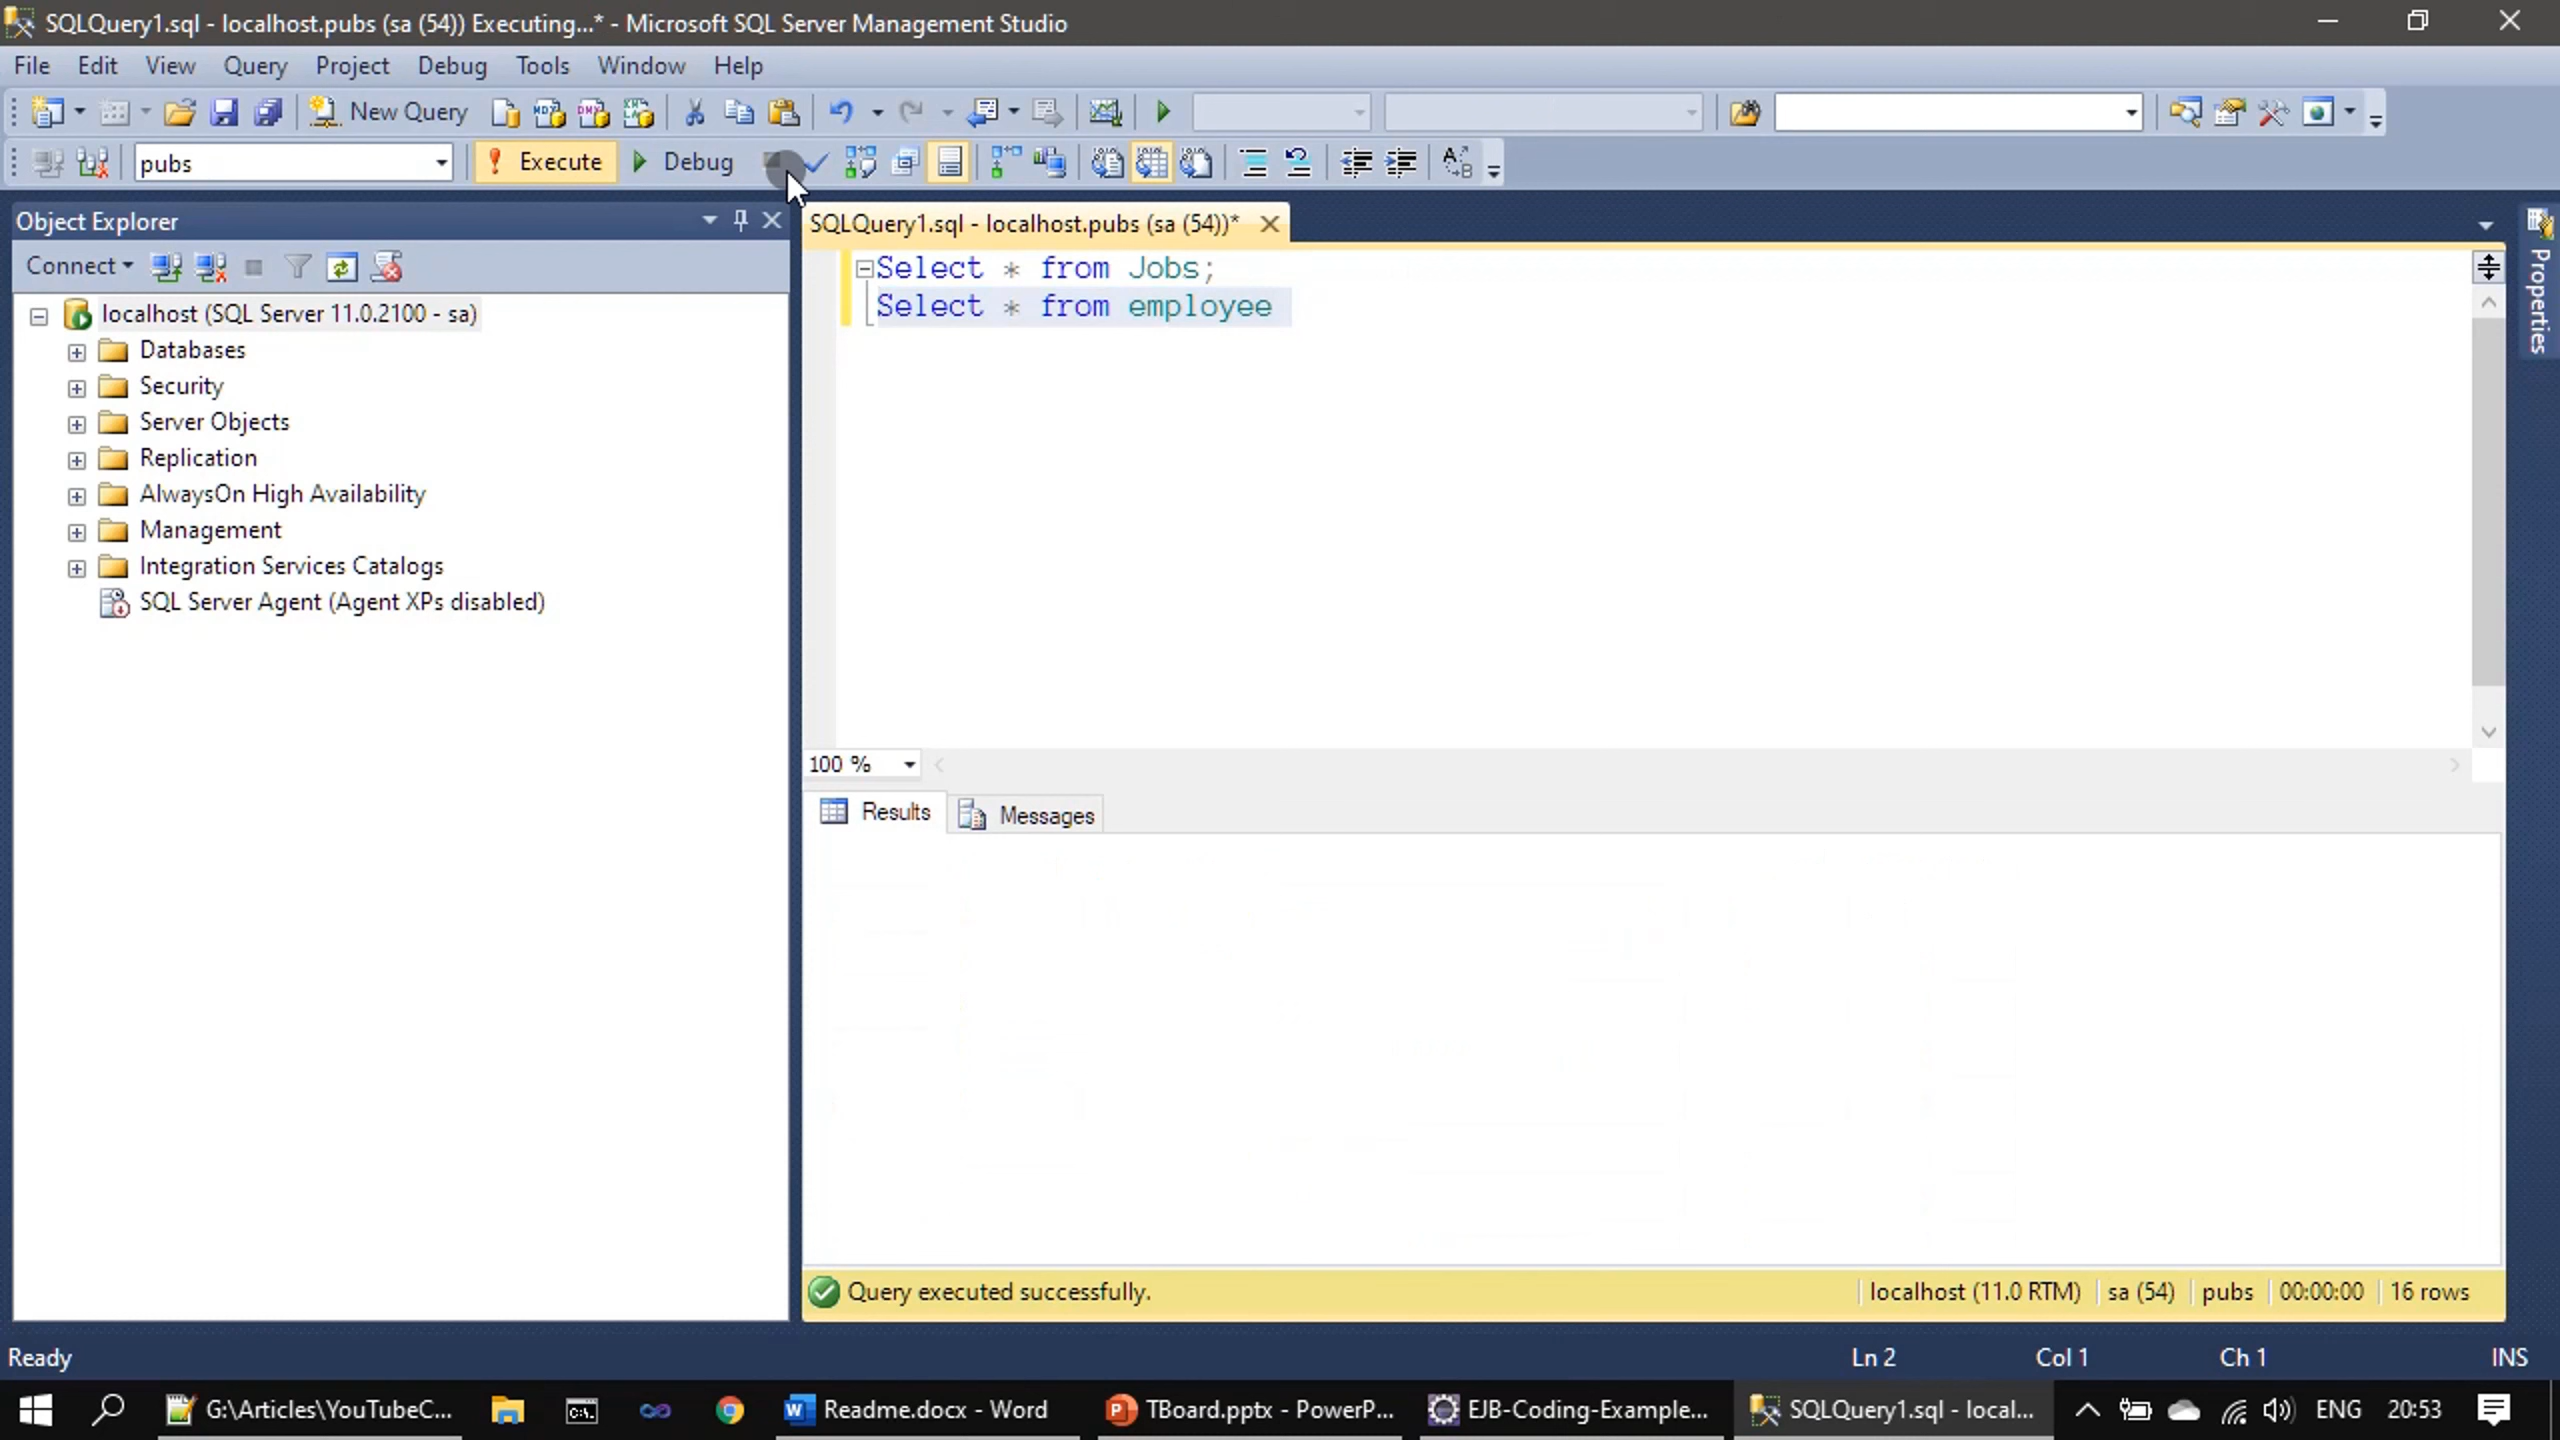 SQLQuery1.sql - localhost.pubs (sa (54)) Executing...* - Microsoft SQL Server Management Studio
File Edit View Query Project Debug Tools Window Help
New Query
pubs Execute Debug
Object Explorer
Connect
localhost (SQL Server 11.0.2100 - sa)
Databases
Security
Server Objects
Replication
AlwaysOn High Availability
Management
Integration Services Catalogs
SQL Server Agent (Agent XPs disabled)
SQLQuery1.sql - localhost.pubs (sa (54))*
Select * from Jobs;
Select * from employee
Properties
100 %
Results Messages
Query executed successfully. localhost (11.0 RTM) sa (54) pubs 00:00:00 16 rows
Ready Ln 2 Col 1 Ch 1 INS
G:\Articles\YouTubeC... Readme.docx - Word TBoard.pptx - PowerP... EJB-Coding-Example... SQLQuery1.sql - local... ENG 20:53